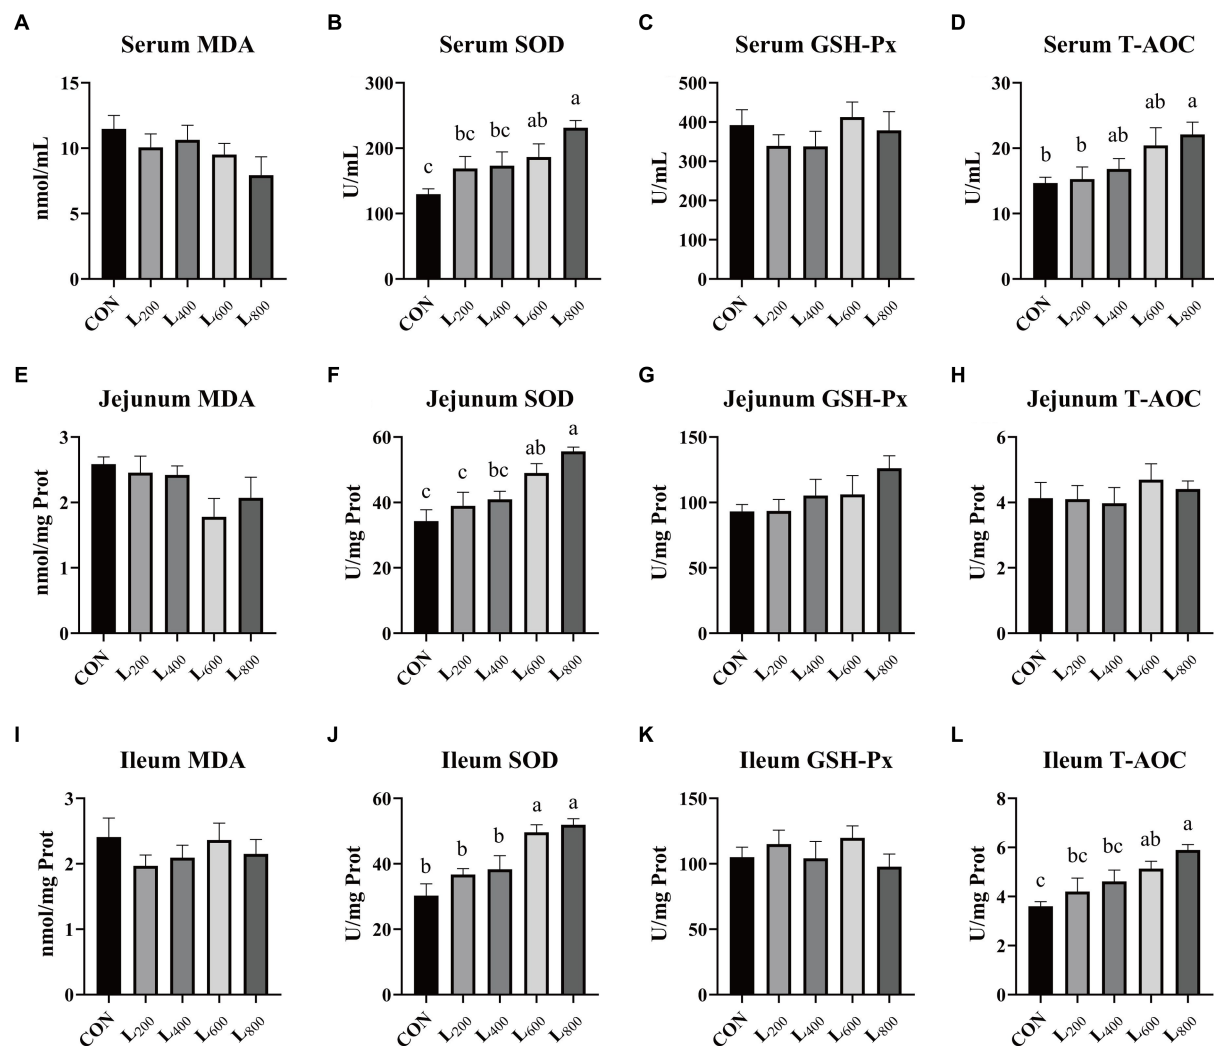 A
Serum MDA
nmol/mL
15
10
5
0
CON L200 L400 L600 L800
B
Serum SOD
U/mL
300
200
100
0
c bc bc ab a
CON L200 L400 L600 L800
C
Serum GSH-Px
U/mL
500
400
300
200
100
0
CON L200 L400 L600 L800
D
Serum T-AOC
U/mL
30
20
10
0
b b ab ab a
CON L200 L400 L600 L800
E
Jejunum MDA
nmol/mg Prot
3
2
1
0
CON L200 L400 L600 L800
F
Jejunum SOD
U/mg Prot
60
40
20
0
c c bc ab a
CON L200 L400 L600 L800
G
Jejunum GSH-Px
U/mg Prot
150
100
50
0
CON L200 L400 L600 L800
H
Jejunum T-AOC
U/mg Prot
6
4
2
0
CON L200 L400 L600 L800
I
Ileum MDA
nmol/mg Prot
3
2
1
0
CON L200 L400 L600 L800
J
Ileum SOD
U/mg Prot
60
40
20
0
b b b a a
CON L200 L400 L600 L800
K
Ileum GSH-Px
U/mg Prot
150
100
50
0
CON L200 L400 L600 L800
L
Ileum T-AOC
U/mg Prot
8
6
4
2
0
c bc bc ab a
CON L200 L400 L600 L800